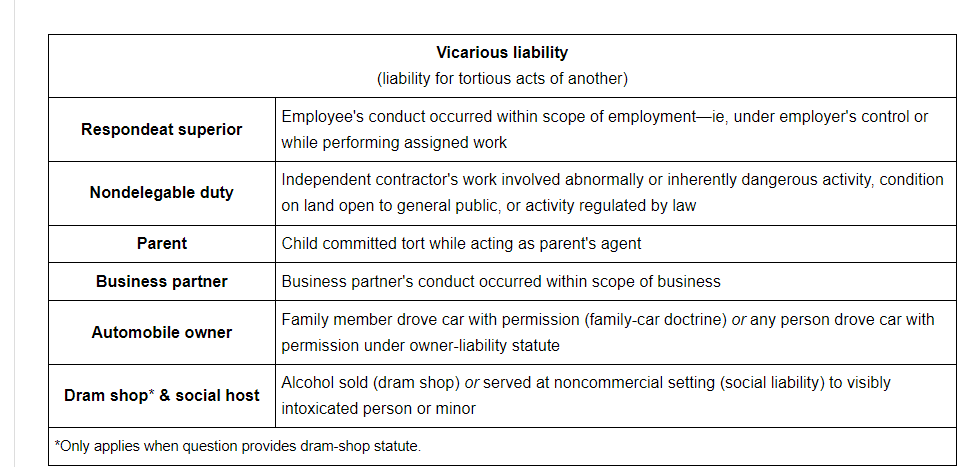 Vicarious liability
(liability for tortious acts of another)
Respondeat superior
Employee's conduct occurred within scope of employment—ie, under employer's control or
while performing assigned work
Nondelegable duty
Independent contractor's work involved abnormally or inherently dangerous activity, condition
on land open to general public, or activity regulated by law
Parent
Child committed tort while acting as parent's agent
Business partner
Business partner's conduct occurred within scope of business
Automobile owner
Family member drove car with permission (family-car doctrine) or any person drove car with
permission under owner-liability statute
Dram shop* & social host
Alcohol sold (dram shop) or served at noncommercial setting (social liability) to visibly
intoxicated person or minor
*Only applies when question provides dram-shop statute.